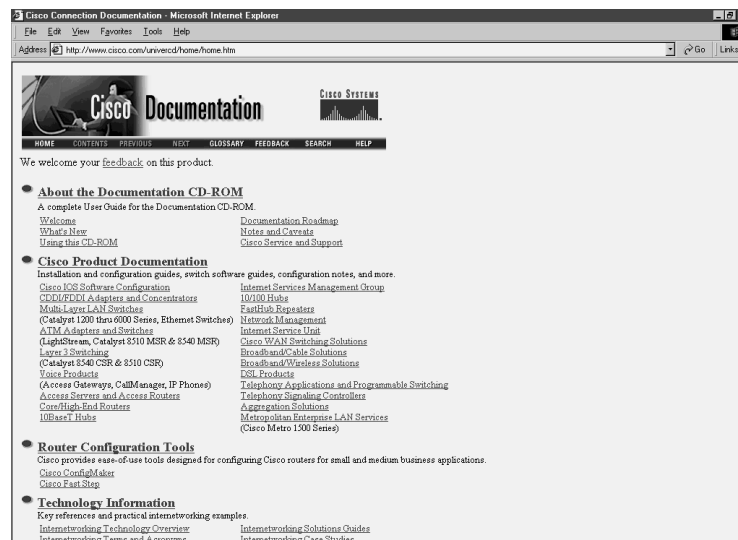 Cisco Connection Documentation - Microsoft Internet Explorer
File Edit View Favorites Tools Help
Address http://www.cisco.com/univercd/home/home.htm Go Links
Cisco Documentation
CISCO SYSTEMS
HOME CONTENTS PREVIOUS NEXT GLOSSARY FEEDBACK SEARCH HELP
We welcome your feedback on this product.
About the Documentation CD-ROM
A complete User Guide for the Documentation CD-ROM.
Welcome Documentation Roadmap
What's New Notes and Caveats
Using this CD-ROM Cisco Service and Support
Cisco Product Documentation
Installation and configuration guides, switch software guides, configuration notes, and more.
Cisco IOS Software Configuration Internet Services Management Group
CDDI/FDDI Adapters and Concentrators 10/100 Hubs
Multi-Layer LAN Switches FastHub Repeaters
(Catalyst 1200 thru 6000 Series, Ethernet Switches) Network Management
ATM Adapters and Switches Internet Service Unit
(LightStream, Catalyst 8510 MSR & 8540 MSR) Cisco WAN Switching Solutions
Layer 3 Switching Broadband/Cable Solutions
(Catalyst 8540 CSR & 8510 CSR) Broadband/Wireless Solutions
Voice Products DSL Products
(Access Gateways, CallManager, IP Phones) Telephony Applications and Programmable Switching
Access Servers and Access Routers Telephony Signaling Controllers
Core/High-End Routers Aggregation Solutions
10BaseT Hubs Metropolitan Enterprise LAN Services
(Cisco Metro 1500 Series)
Router Configuration Tools
Cisco provides ease-of-use tools designed for configuring Cisco routers for small and medium business applications.
Cisco ConfigMaker
Cisco Fast Step
Technology Information
Key references and practical internetworking examples.
Internetworking Technology Overview Internetworking Solutions Guides
Internetworking Terms and Acronyms Internetworking Case Studies